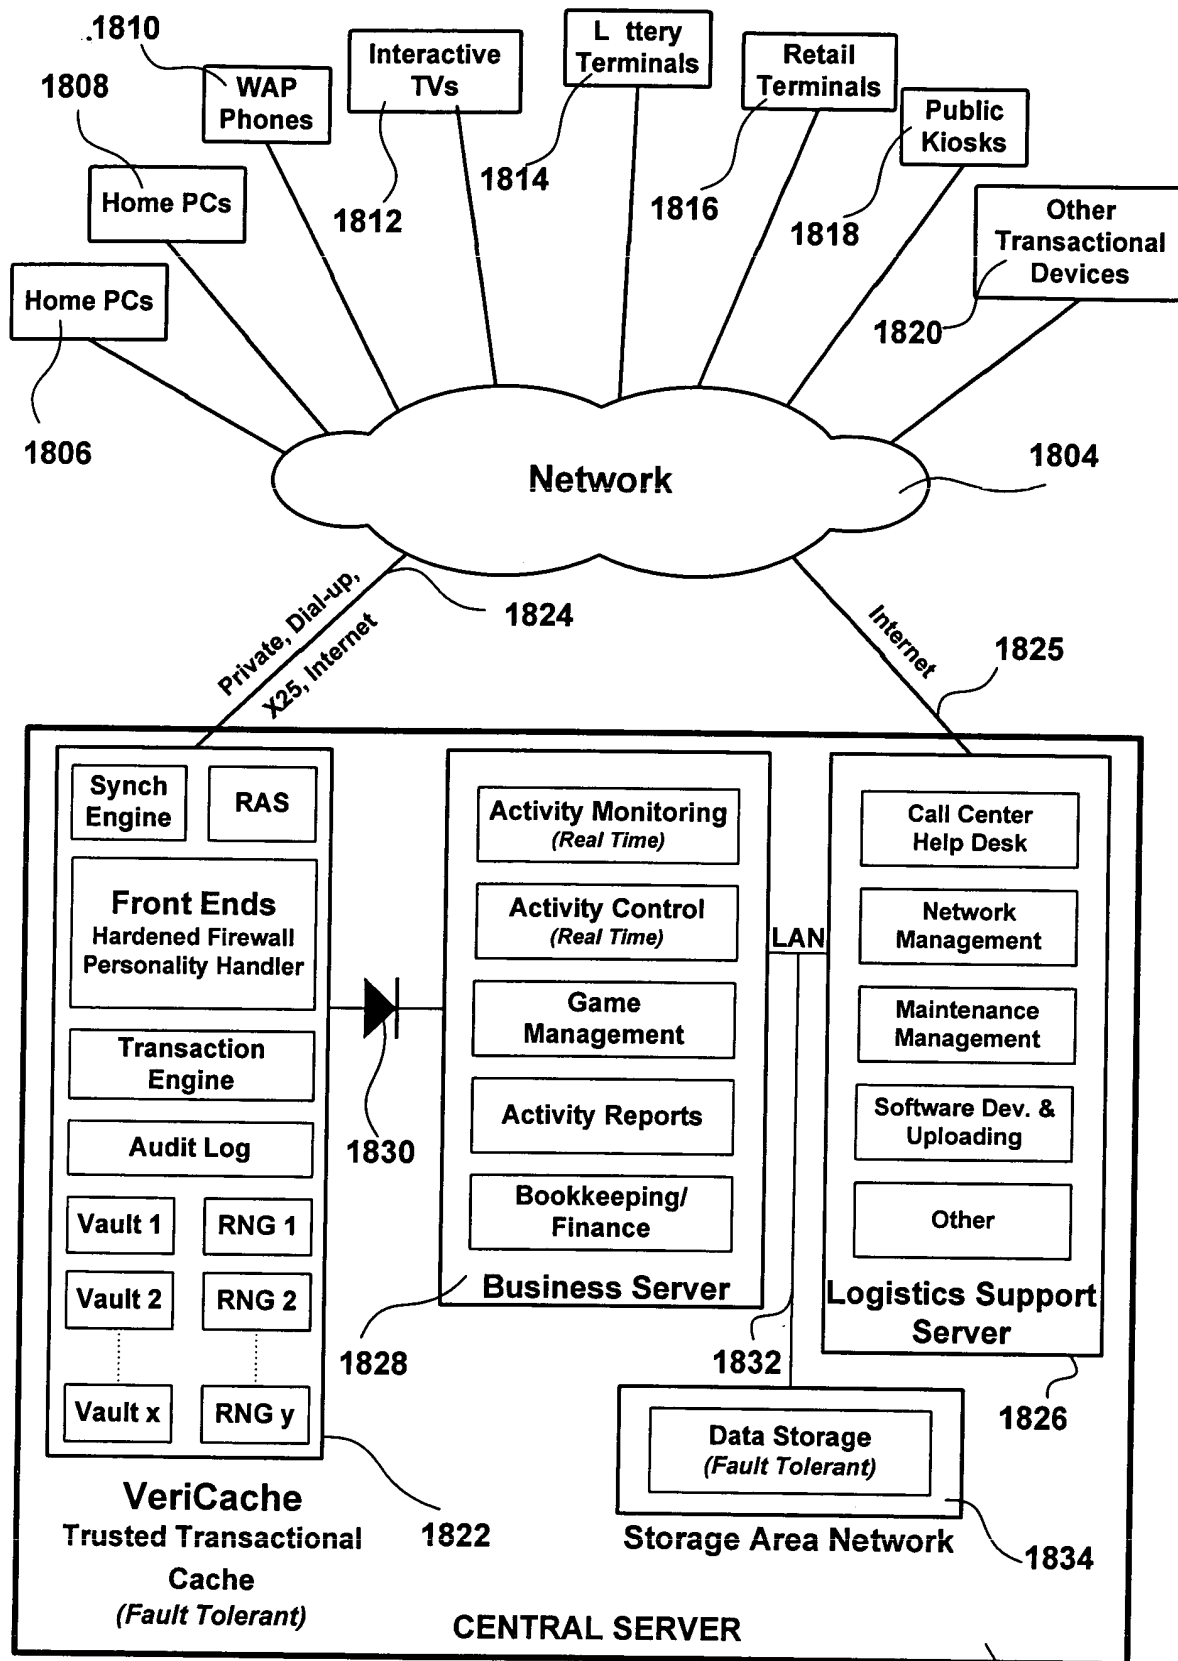 1810
WAP
Phones
1808
Interactive
TVs
1812
L ttery
Terminals
1814
Retail
Terminals
1816
Public
Kiosks
1818
Other
Transactional
Devices
1820
Home PCs
Home PCs
1806
Network
1804
Private, Dial-up,
X25, Internet
1824
Internet
1825
Synch
Engine
RAS
Front Ends
Hardened Firewall
Personality Handler
Transaction
Engine
Audit Log
Vault 1
RNG 1
Vault 2
RNG 2
Vault x
RNG y
VeriCache
Trusted Transactional
Cache
(Fault Tolerant)
1822
1830
Activity Monitoring
(Real Time)
Activity Control
(Real Time)
Game
Management
Activity Reports
Bookkeeping/
Finance
Business Server
1828
LAN
1832
Call Center
Help Desk
Network
Management
Maintenance
Management
Software Dev. &
Uploading
Other
Logistics Support
Server
1826
Data Storage
(Fault Tolerant)
Storage Area Network
1834
CENTRAL SERVER